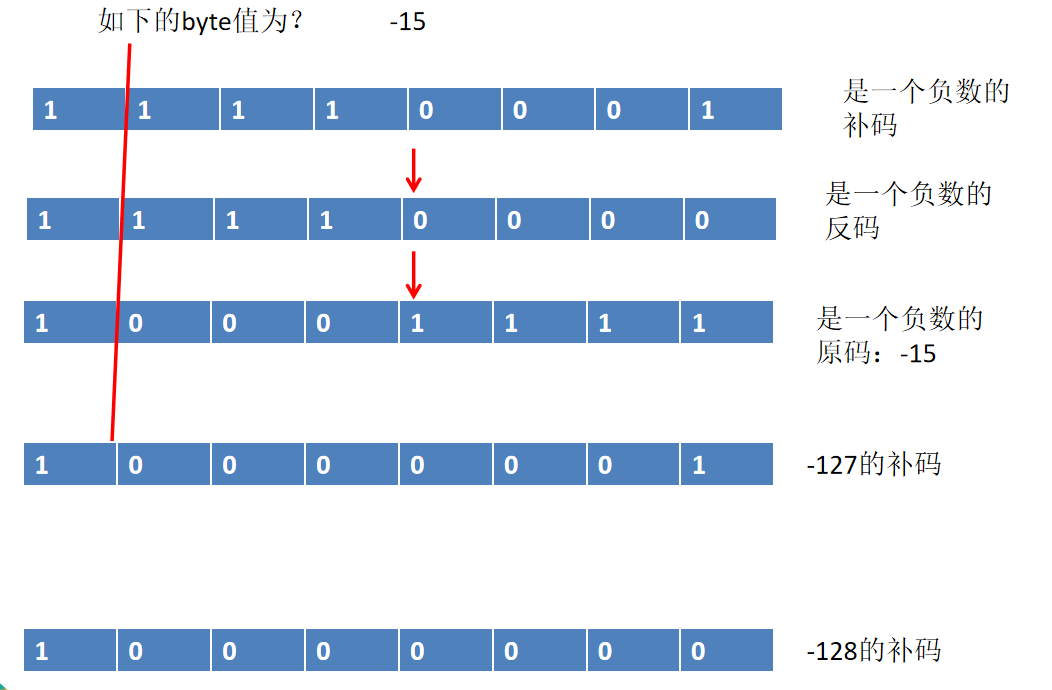 如下的byte值为? -15
1 1 1 1 0 0 0 1
是一个负数的
补码
1 1 1 1 0 0 0 0
是一个负数的
反码
1 0 0 0 1 1 1 1
是一个负数的
原码：-15
1 0 0 0 0 0 0 1
-127的补码
1 0 0 0 0 0 0 0
-128的补码